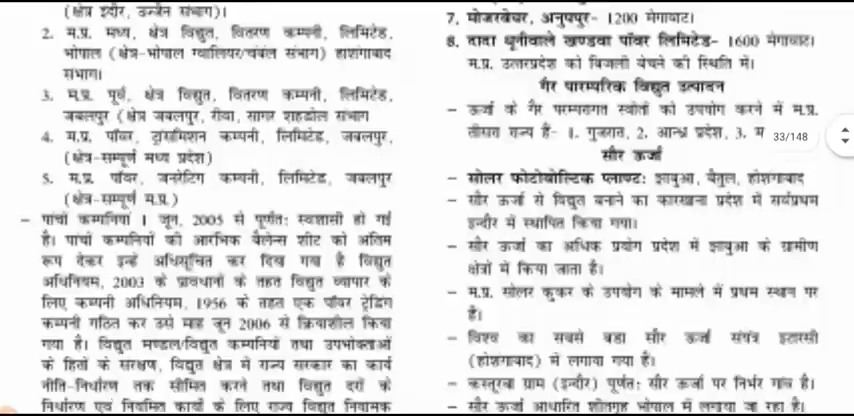 (क्षेत्र इंदौर, उज्जैन संभाग)।
2. म.प्र. मध्य, क्षेत्र विद्युत, वितरण कम्पनी, लिमिटेड,
भोपाल (क्षेत्र-भोपाल ग्वालियर/चंबल संभाग) हाशंगाबाद
संभाग।
3. म.प्र. पूर्व, क्षेत्र विद्युत, वितरण कम्पनी, लिमिटेड,
जबलपुर (क्षेत्र जबलपुर, रीवा, सागर शहडोल संभाग
4. म.प्र. पॉवर, ट्रांसमिशन कम्पनी, लिमिटेड, जबलपुर,
(क्षेत्र-सम्पूर्ण मध्य प्रदेश)
5. म.प्र. पॉवर, जनरेटिंग कम्पनी, लिमिटेड, जबलपुर
(क्षेत्र-सम्पूर्ण म.प्र.)
– पांचों कम्पनियां 1 जून, 2005 से पूर्णतः स्वशासी हो गई
हैं। पांचों कम्पनियों की आरंभिक बैलेन्स शीट को अंतिम
रूप देकर इन्हें अधिसूचित कर दिया गया है विद्युत
अधिनियम, 2003 के प्रावधानों के तहत विद्युत व्यापार के
लिए कम्पनी अधिनियम, 1956 के तहत एक पॉवर ट्रेडिंग
कम्पनी गठित कर उसे माह जून 2006 से क्रियाशील किया
गया है। विद्युत मण्डल/विद्युत कम्पनियों तथा उपभोक्ताओं
के हितों के संरक्षण, विद्युत क्षेत्र में राज्य सरकार का कार्य
नीति-निर्धारण तक सीमित करने तथा विद्युत दरों के
निर्धारण एवं नियमित कार्यों के लिए राज्य विद्युत नियामक
7. मोजरबेयर, अनुपपुर- 1200 मेगावाट।
8. दादा धूनीवाले खण्डवा पॉवर लिमिटेड- 1600 मेगावाट।
म.प्र. उत्तरप्रदेश को बिजली बेचने की स्थिति में।
गैर पारम्परिक विद्युत उत्पादन
– ऊर्जा के गैर परम्परागत स्त्रोतों को उपयोग करने में म.प्र.
तीसरा राज्य है- 1. गुजरात, 2. आन्ध्र प्रदेश, 3. म
33/148
सौर ऊर्जा
– सोलर फोटोवोल्टिक प्लाण्ट: झाबुआ, बैतूल, होशंगाबाद
– सौर ऊर्जा से विद्युत बनाने का कारखाना प्रदेश में सर्वप्रथम
इन्दौर में स्थापित किया गया।
– सौर ऊर्जा का अधिक प्रयोग प्रदेश में झाबुआ के ग्रामीण
क्षेत्रों में किया जाता है।
– म.प्र. सोलर कुकर के उपयोग के मामले में प्रथम स्थान पर
है।
– विश्व का सबसे बडा सौर ऊर्जा संयंत्र इटारसी
(होशंगाबाद) में लगाया गया है।
– कस्तूरबा ग्राम (इन्दौर) पूर्णतः सौर ऊर्जा पर निर्भर गांव है।
– सौर ऊर्जा आधारित शीतगृह भोपाल में लगाया जा रहा है।